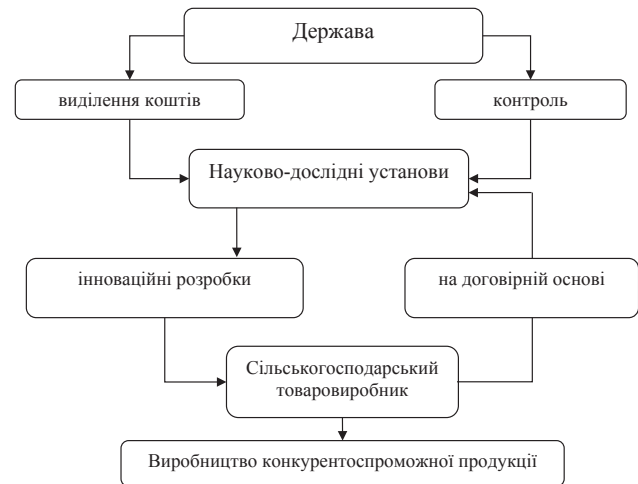 Держава
виділення коштів
контроль
Науково-дослідні установи
інноваційні розробки
на договірній основі
Сільськогосподарський
товаровиробник
Виробництво конкурентоспроможної продукції